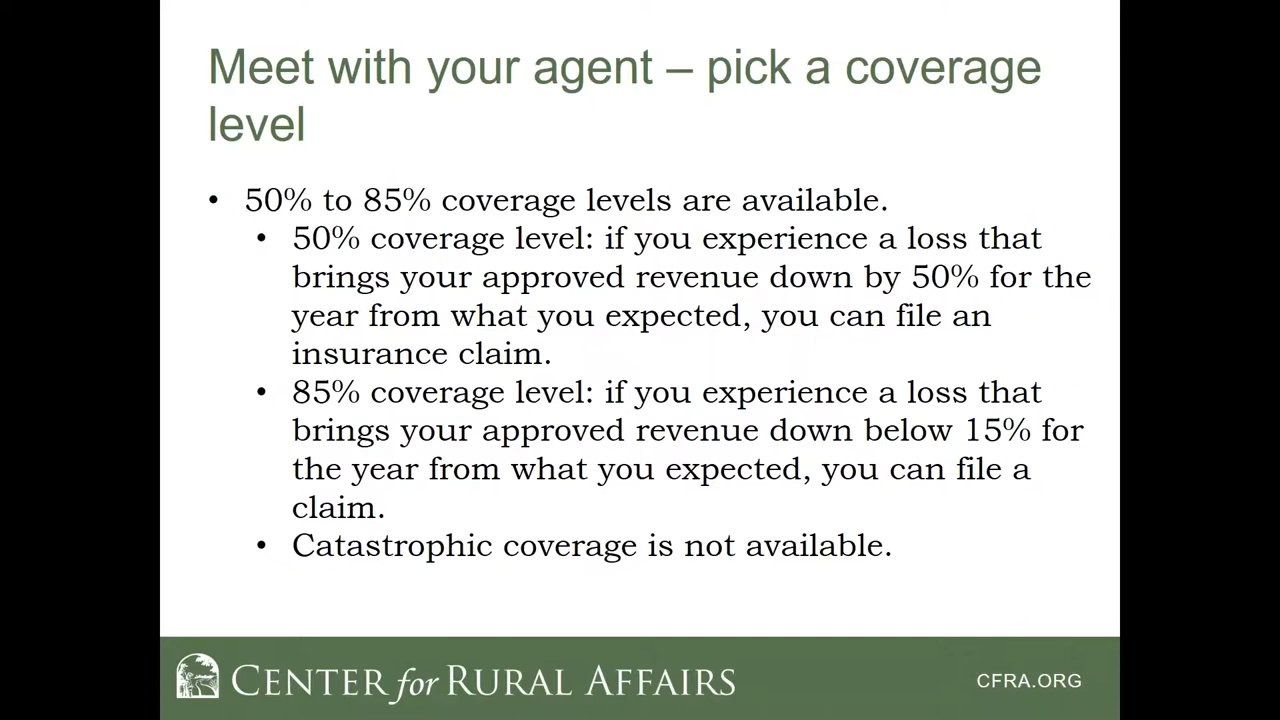 Meet with your agent – pick a coverage
level
• 50% to 85% coverage levels are available.
• 50% coverage level: if you experience a loss that
brings your approved revenue down by 50% for the
year from what you expected, you can file an
insurance claim.
• 85% coverage level: if you experience a loss that
brings your approved revenue down below 15% for
the year from what you expected, you can file a
claim.
• Catastrophic coverage is not available.
CENTER for RURAL AFFAIRS
CFRA.ORG